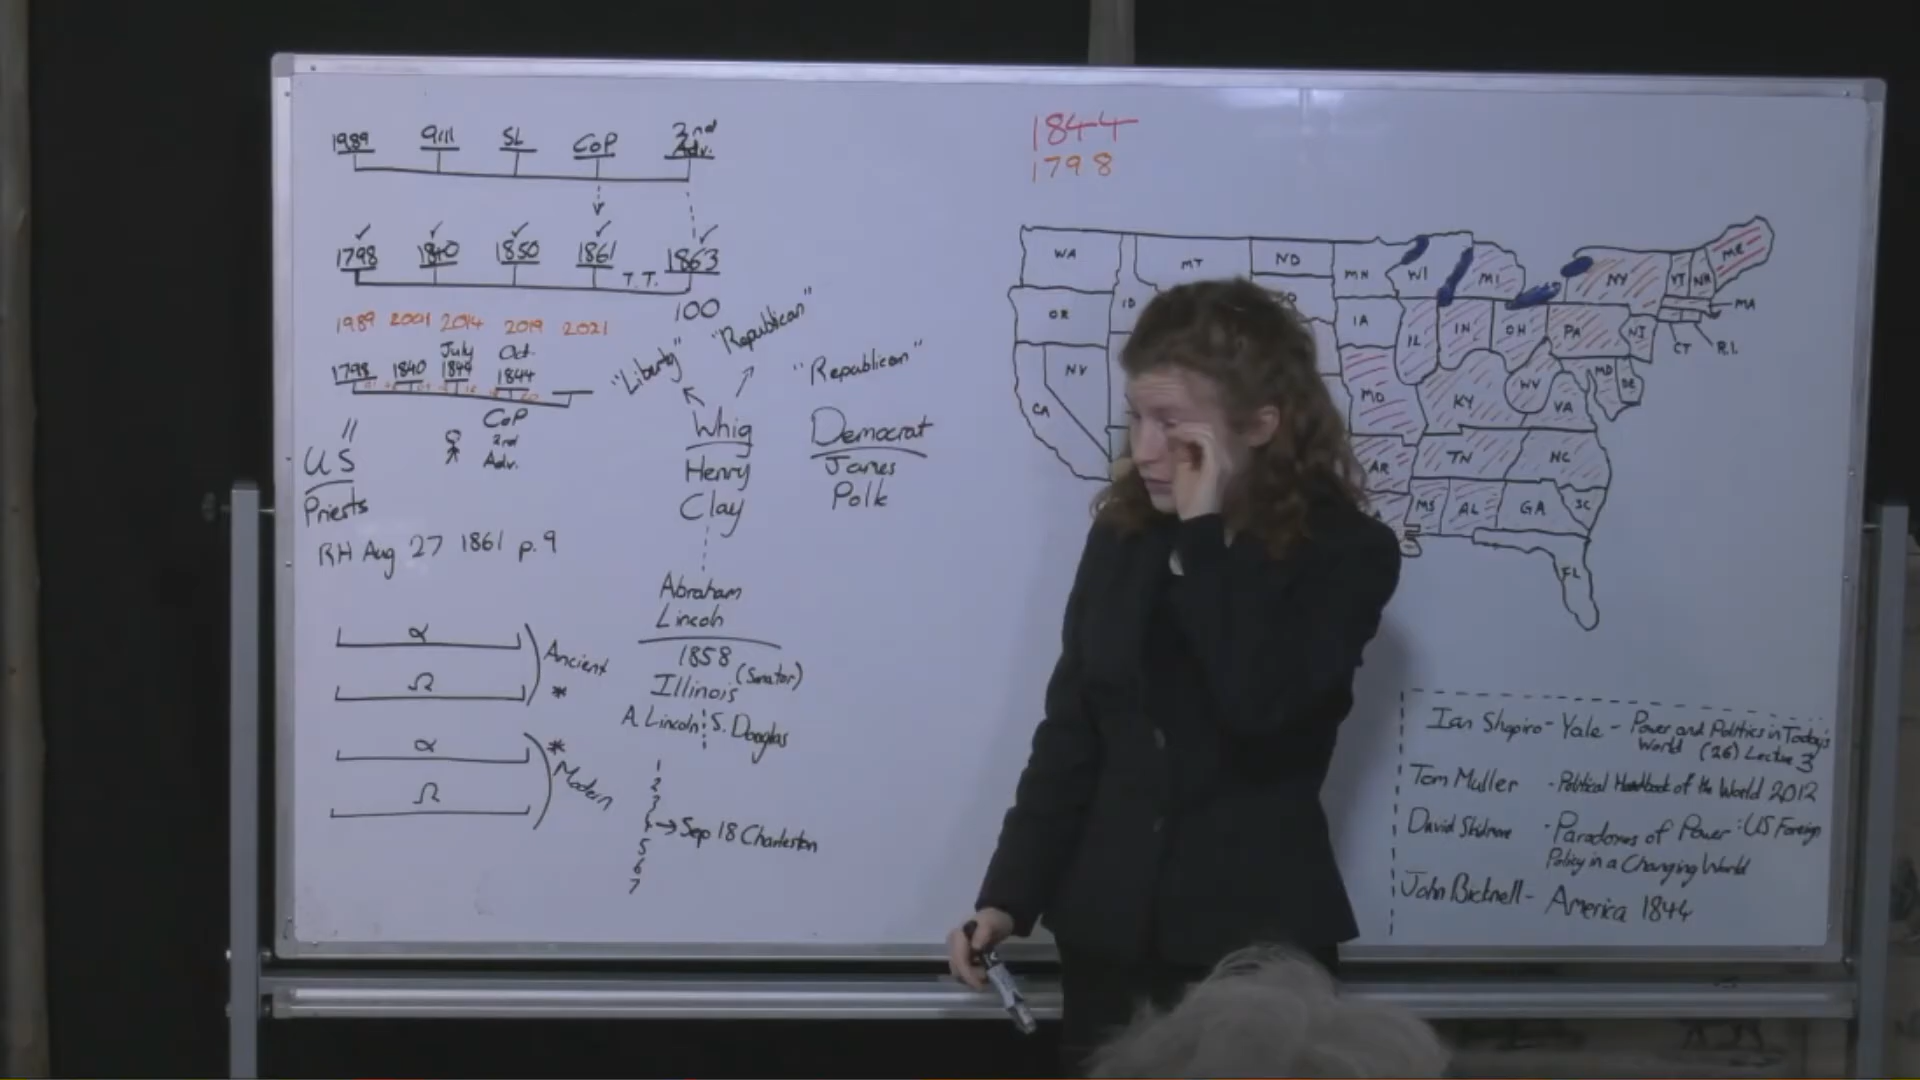 1989 9/11 SL CoP 2nd Adv.
1798 1840 1850 1861 T.T. 1863
100
1989 2001 2014 2019 2021
1798 1840 July 1844 Oct. 1844
CoP
2nd
Adv.
US
Priests
RH Aug 27 1861 p. 9
α
Ω
Ancient
*
α
Ω
*
Modern
"Liberty"
"Republican"
"Republican"
Whig
Henry
Clay
Democrat
James
Polk
Abraham
Lincoln
1858
(Senator)
Illinois
A. Lincoln S. Douglas
1
2
3
4 → Sep 18 Charleston
5
6
7
1844
1798
WA MT ND MN WI MI NY VT NH ME
OR ID IA IL IN OH PA NJ MA
CT R.I.
NV CA MO KY WV VA MD DE
AR TN NC
MS AL GA SC
FL
Ian Shapiro - Yale - Power and Politics in Today's
World (26) Lecture 3
Tom Muller - Political Handbook of the World 2012
David Skidmore - Paradoxes of Power: US Foreign
Policy in a Changing World
John Bicknell - America 1844